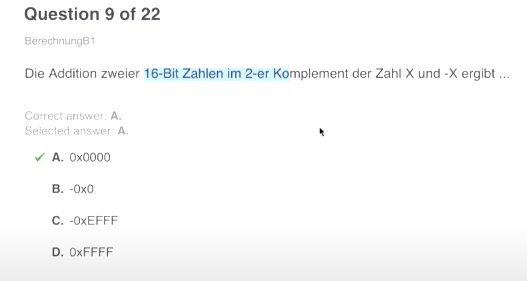 Question 9 of 22
BerechnungB1
Die Addition zweier 16-Bit Zahlen im 2-er Komplement der Zahl X und -X ergibt ...
Correct answer: A.
Selected answer: A.
A. 0x0000
B. -0x0
C. -0xEFFF
D. 0xFFFF